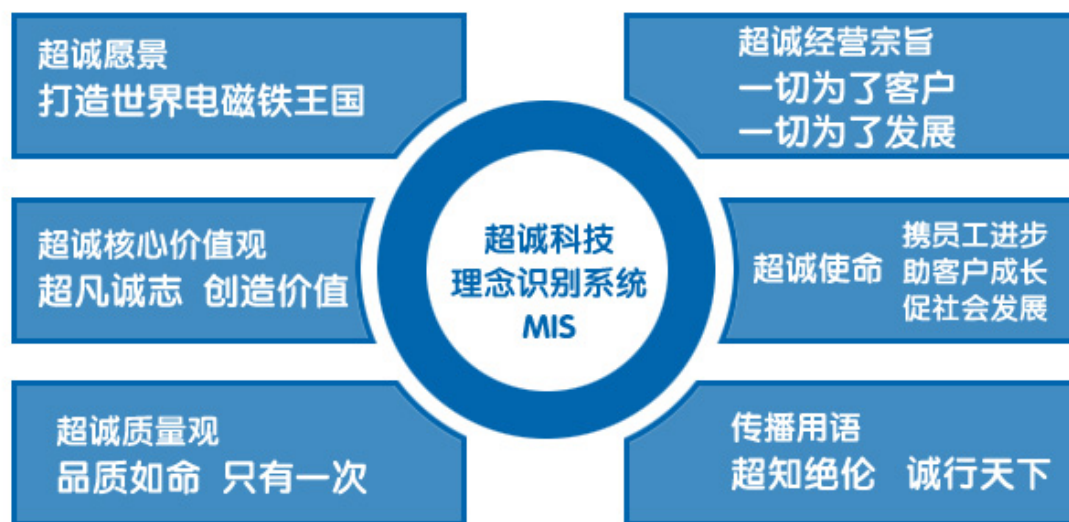 超诚愿景
打造世界电磁铁王国
超诚经营宗旨
一切为了客户
一切为了发展
超诚核心价值观
超凡诚志 创造价值
超诚科技
理念识别系统
MIS
超诚使命
携员工进步
助客户成长
促社会发展
超诚质量观
品质如命 只有一次
传播用语
超知绝伦 诚行天下